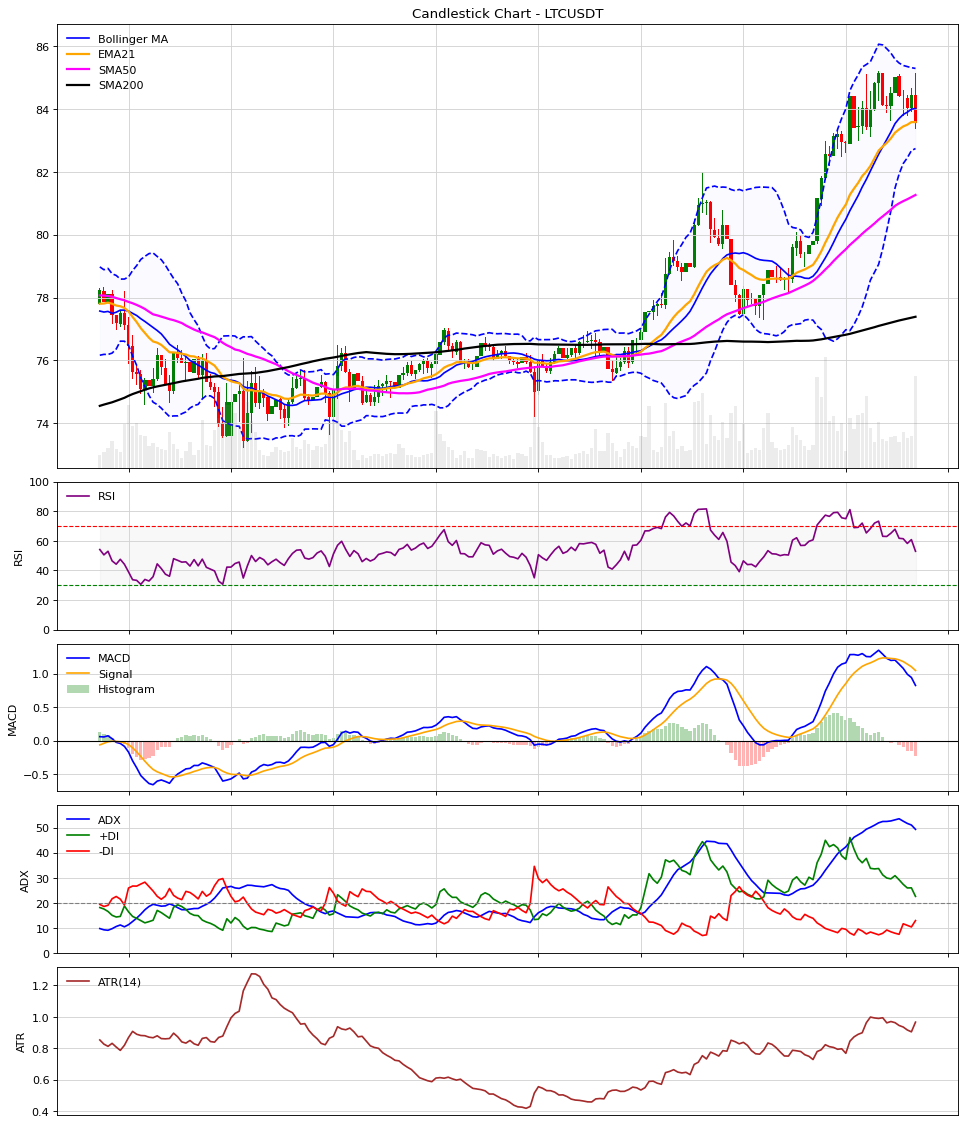 Candlestick Chart - LTCUSDT
Bollinger MA
EMA21
SMA50
SMA200
86
84
82
80
78
76
74
RSI
RSI
100
80
60
40
20
0
MACD
MACD
Signal
Histogram
1.0
0.5
0.0
−0.5
ADX
ADX
+DI
-DI
50
40
30
20
10
0
ATR
ATR(14)
1.2
1.0
0.8
0.6
0.4